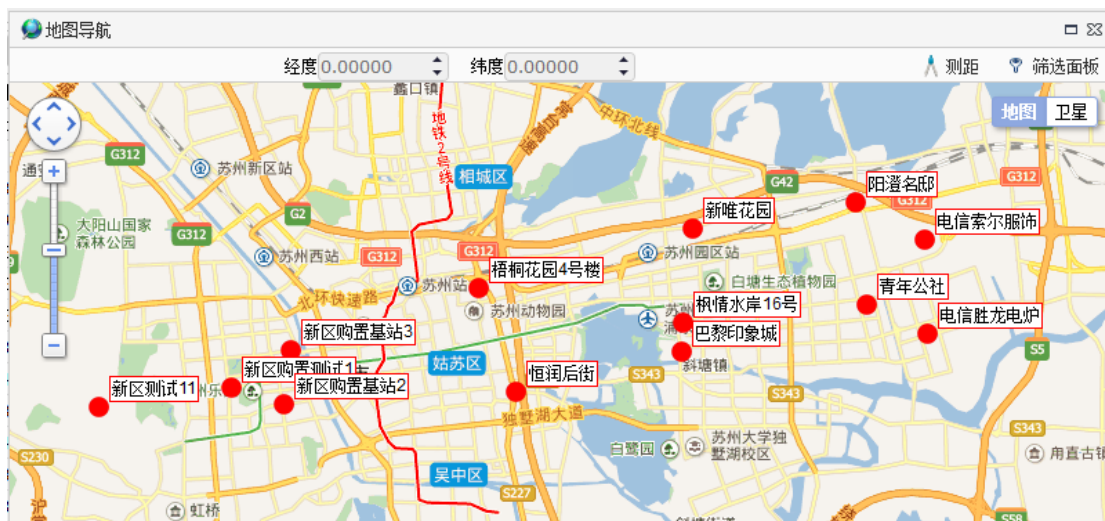 地图导航
经度 0.00000 纬度 0.00000 测距 筛选面板
地图 卫星
蠡口镇
地铁2号线
常台高速
中环北线
G312
苏州新区站
相城区
G42
阳澄名邸
G312
G312
大阳山国家
森林公园
G312
G2
新唯花园
电信索尔服饰
苏州西站
G312
G312
苏州园区站
梧桐花园4号楼
苏州站
白塘生态植物园
青年公社
北环快速路
苏州动物园
枫情水岸16号
电信胜龙电炉
新区购置基站3
巴黎印象城
S5
新区购置测试1
姑苏区
斜塘镇
新区测试11
新区购置基站2
恒润后街
S343
S343
独墅湖大道
S343
白鹭园
苏州大学独
墅湖校区
甪直古镇
S230
吴中区
S227
虹桥
S58